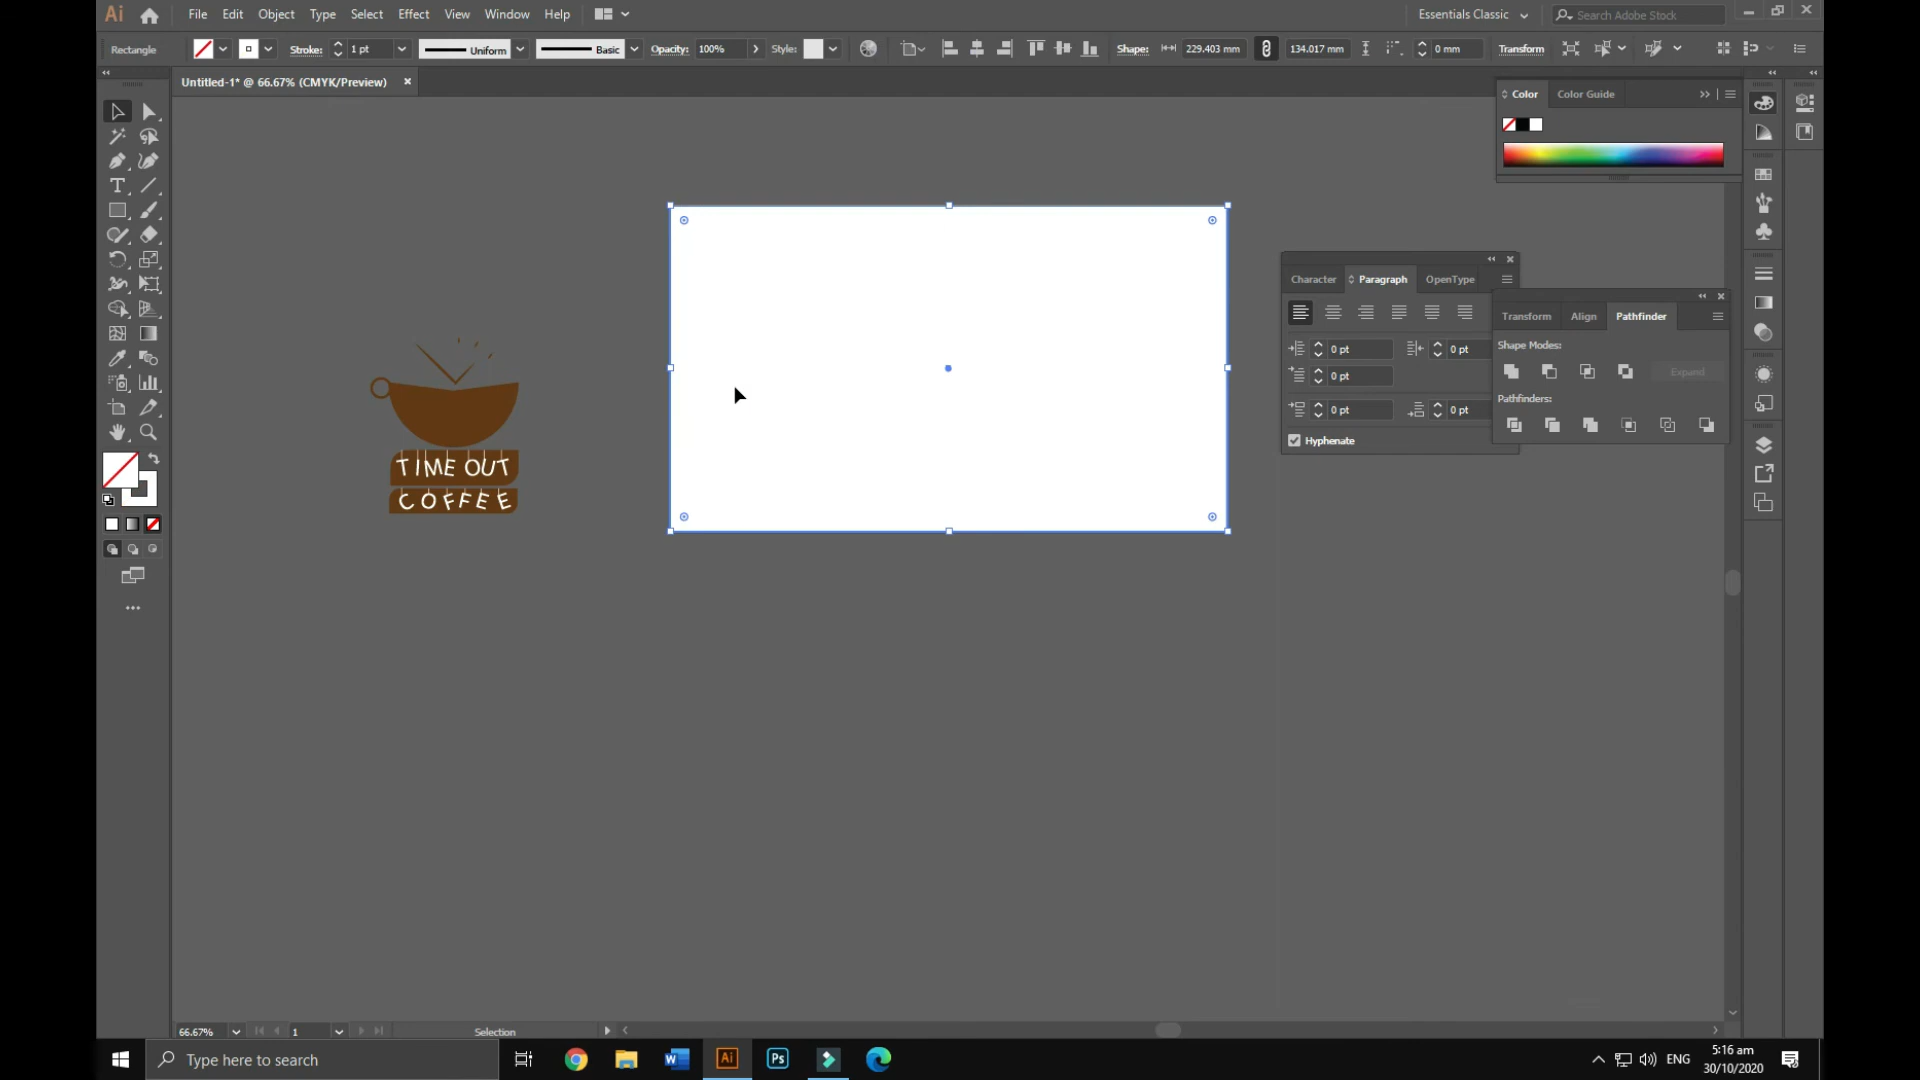 Ai File Edit Object Type Select Effect View Window Help Essentials Classic Search Adobe Stock
Rectangle Stroke: 1 pt Uniform Basic Opacity: 100% Style: Shape: 229.403 mm 134.017 mm 0 mm Transform
Untitled-1* @ 66.67% (CMYK/Preview)
Color Color Guide
Character Paragraph OpenType
0 pt 0 pt
0 pt
0 pt 0 pt
Hyphenate
Transform Align Pathfinder
Shape Modes:
Expand
Pathfinders:
TIME OUT
COFFEE
66.67% 1 Selection
Type here to search
W Ai Ps
ENG
5:16 am
30/10/2020